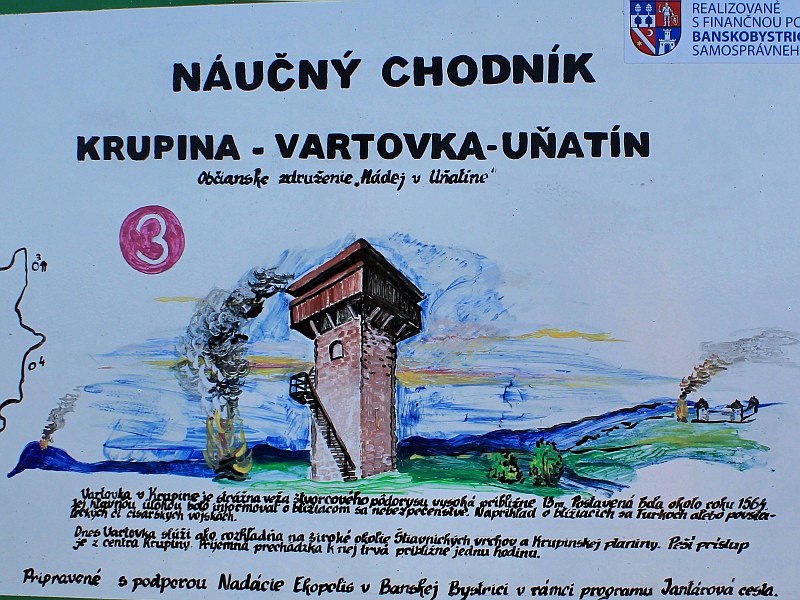 REALIZOVANÉ
S FINANČNOU PO
BANSKOBYSTRIC
SAMOSPRÁVNEH
NÁUČNÝ CHODNÍK
KRUPINA - VARTOVKA-UŇATÍN
Občianske združenie „Nádej v Uňatíne"
3
3
4
Vartovka v Krupine je strážna veža štvorcového pôdorysu vysoká približne 13m. Postavená bola okolo roku 1564.
Jej hlavnou úlohou bolo informovať o blížiacom sa nebezpečenstve. Napríklad o blížiacich sa Turkoch alebo povsta-
leckých či cisárskych vojskách.
Dnes Vartovka slúži ako rozhľadňa na široké okolie Štiavnických vrchov a Krupinskej planiny. Peší prístup
je z centra Krupiny. Príjemná prechádzka k nej trvá približne jednu hodinu.
Pripravené s podporou Nadácie Ekopolis v Banskej Bystrici v rámci programu Jantárová cesta.